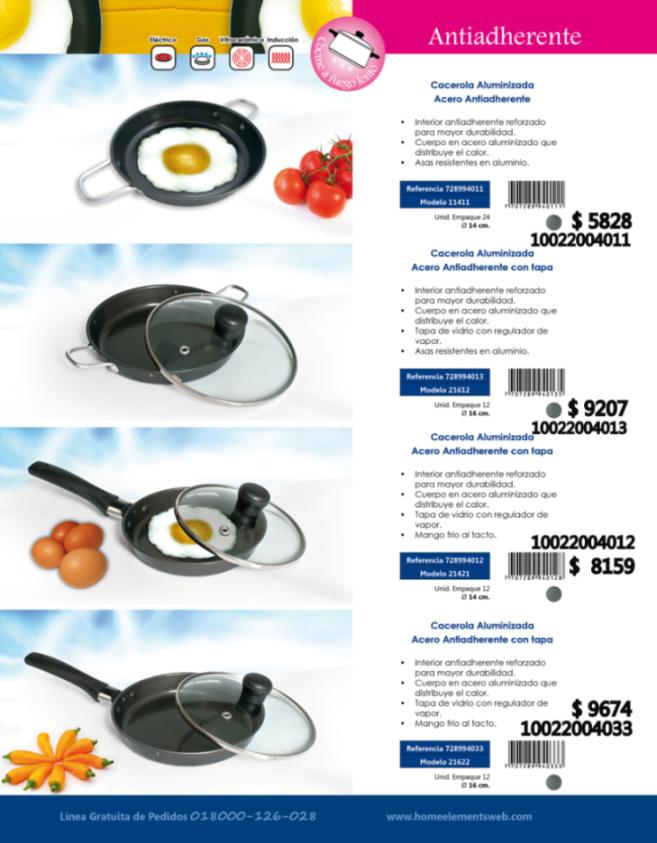 Eléctrico Gas Vitrocerámica Inducción
cocine a fuego lento
Antiadherente
Cacerola Aluminizada
Acero Antiadherente
• Interior antiadherente reforzado
para mayor durabilidad.
• Cuerpo en acero aluminizado que
distribuye el calor.
• Asas resistentes en aluminio.
Referencia 728994011
Modelo 11411
Unid. Empaque 24
Ø 14 cm.
$ 5828
10022004011
Cacerola Aluminizada
Acero Antiadherente con tapa
• Interior antiadherente reforzado
para mayor durabilidad.
• Cuerpo en acero aluminizado que
distribuye el calor.
• Tapa de vidrio con regulador de
vapor.
• Asas resistentes en aluminio.
Referencia 728994013
Modelo 21612
Unid. Empaque 12
Ø 16 cm.
$ 9207
10022004013
Cacerola Aluminizada
Acero Antiadherente con tapa
• Interior antiadherente reforzado
para mayor durabilidad.
• Cuerpo en acero aluminizado que
distribuye el calor.
• Tapa de vidrio con regulador de
vapor.
• Mango frío al tacto.
10022004012
Referencia 728994012
Modelo 21421
$ 8159
Unid. Empaque 12
Ø 14 cm.
Cacerola Aluminizada
Acero Antiadherente con tapa
• Interior antiadherente reforzado
para mayor durabilidad.
• Cuerpo en acero aluminizado que
distribuye el calor.
• Tapa de vidrio con regulador de
vapor.
• Mango frío al tacto.
$ 9674
10022004033
Referencia 728994033
Modelo 21622
Unid. Empaque 12
Ø 16 cm.
Línea Gratuita de Pedidos 018000-126-028
www.homeelementsweb.com